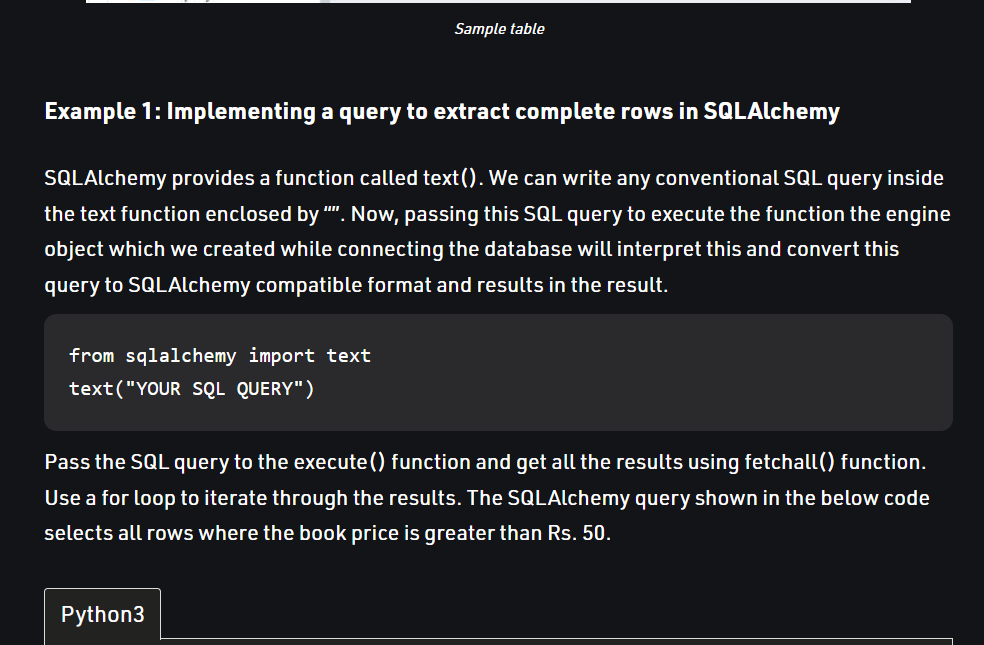 Sample table
Example 1: Implementing a query to extract complete rows in SQLAlchemy
SQLAlchemy provides a function called text(). We can write any conventional SQL query inside
the text function enclosed by “”. Now, passing this SQL query to execute the function the engine
object which we created while connecting the database will interpret this and convert this
query to SQLAlchemy compatible format and results in the result.
from sqlalchemy import text
text("YOUR SQL QUERY")
Pass the SQL query to the execute() function and get all the results using fetchall() function.
Use a for loop to iterate through the results. The SQLAlchemy query shown in the below code
selects all rows where the book price is greater than Rs. 50.
Python3